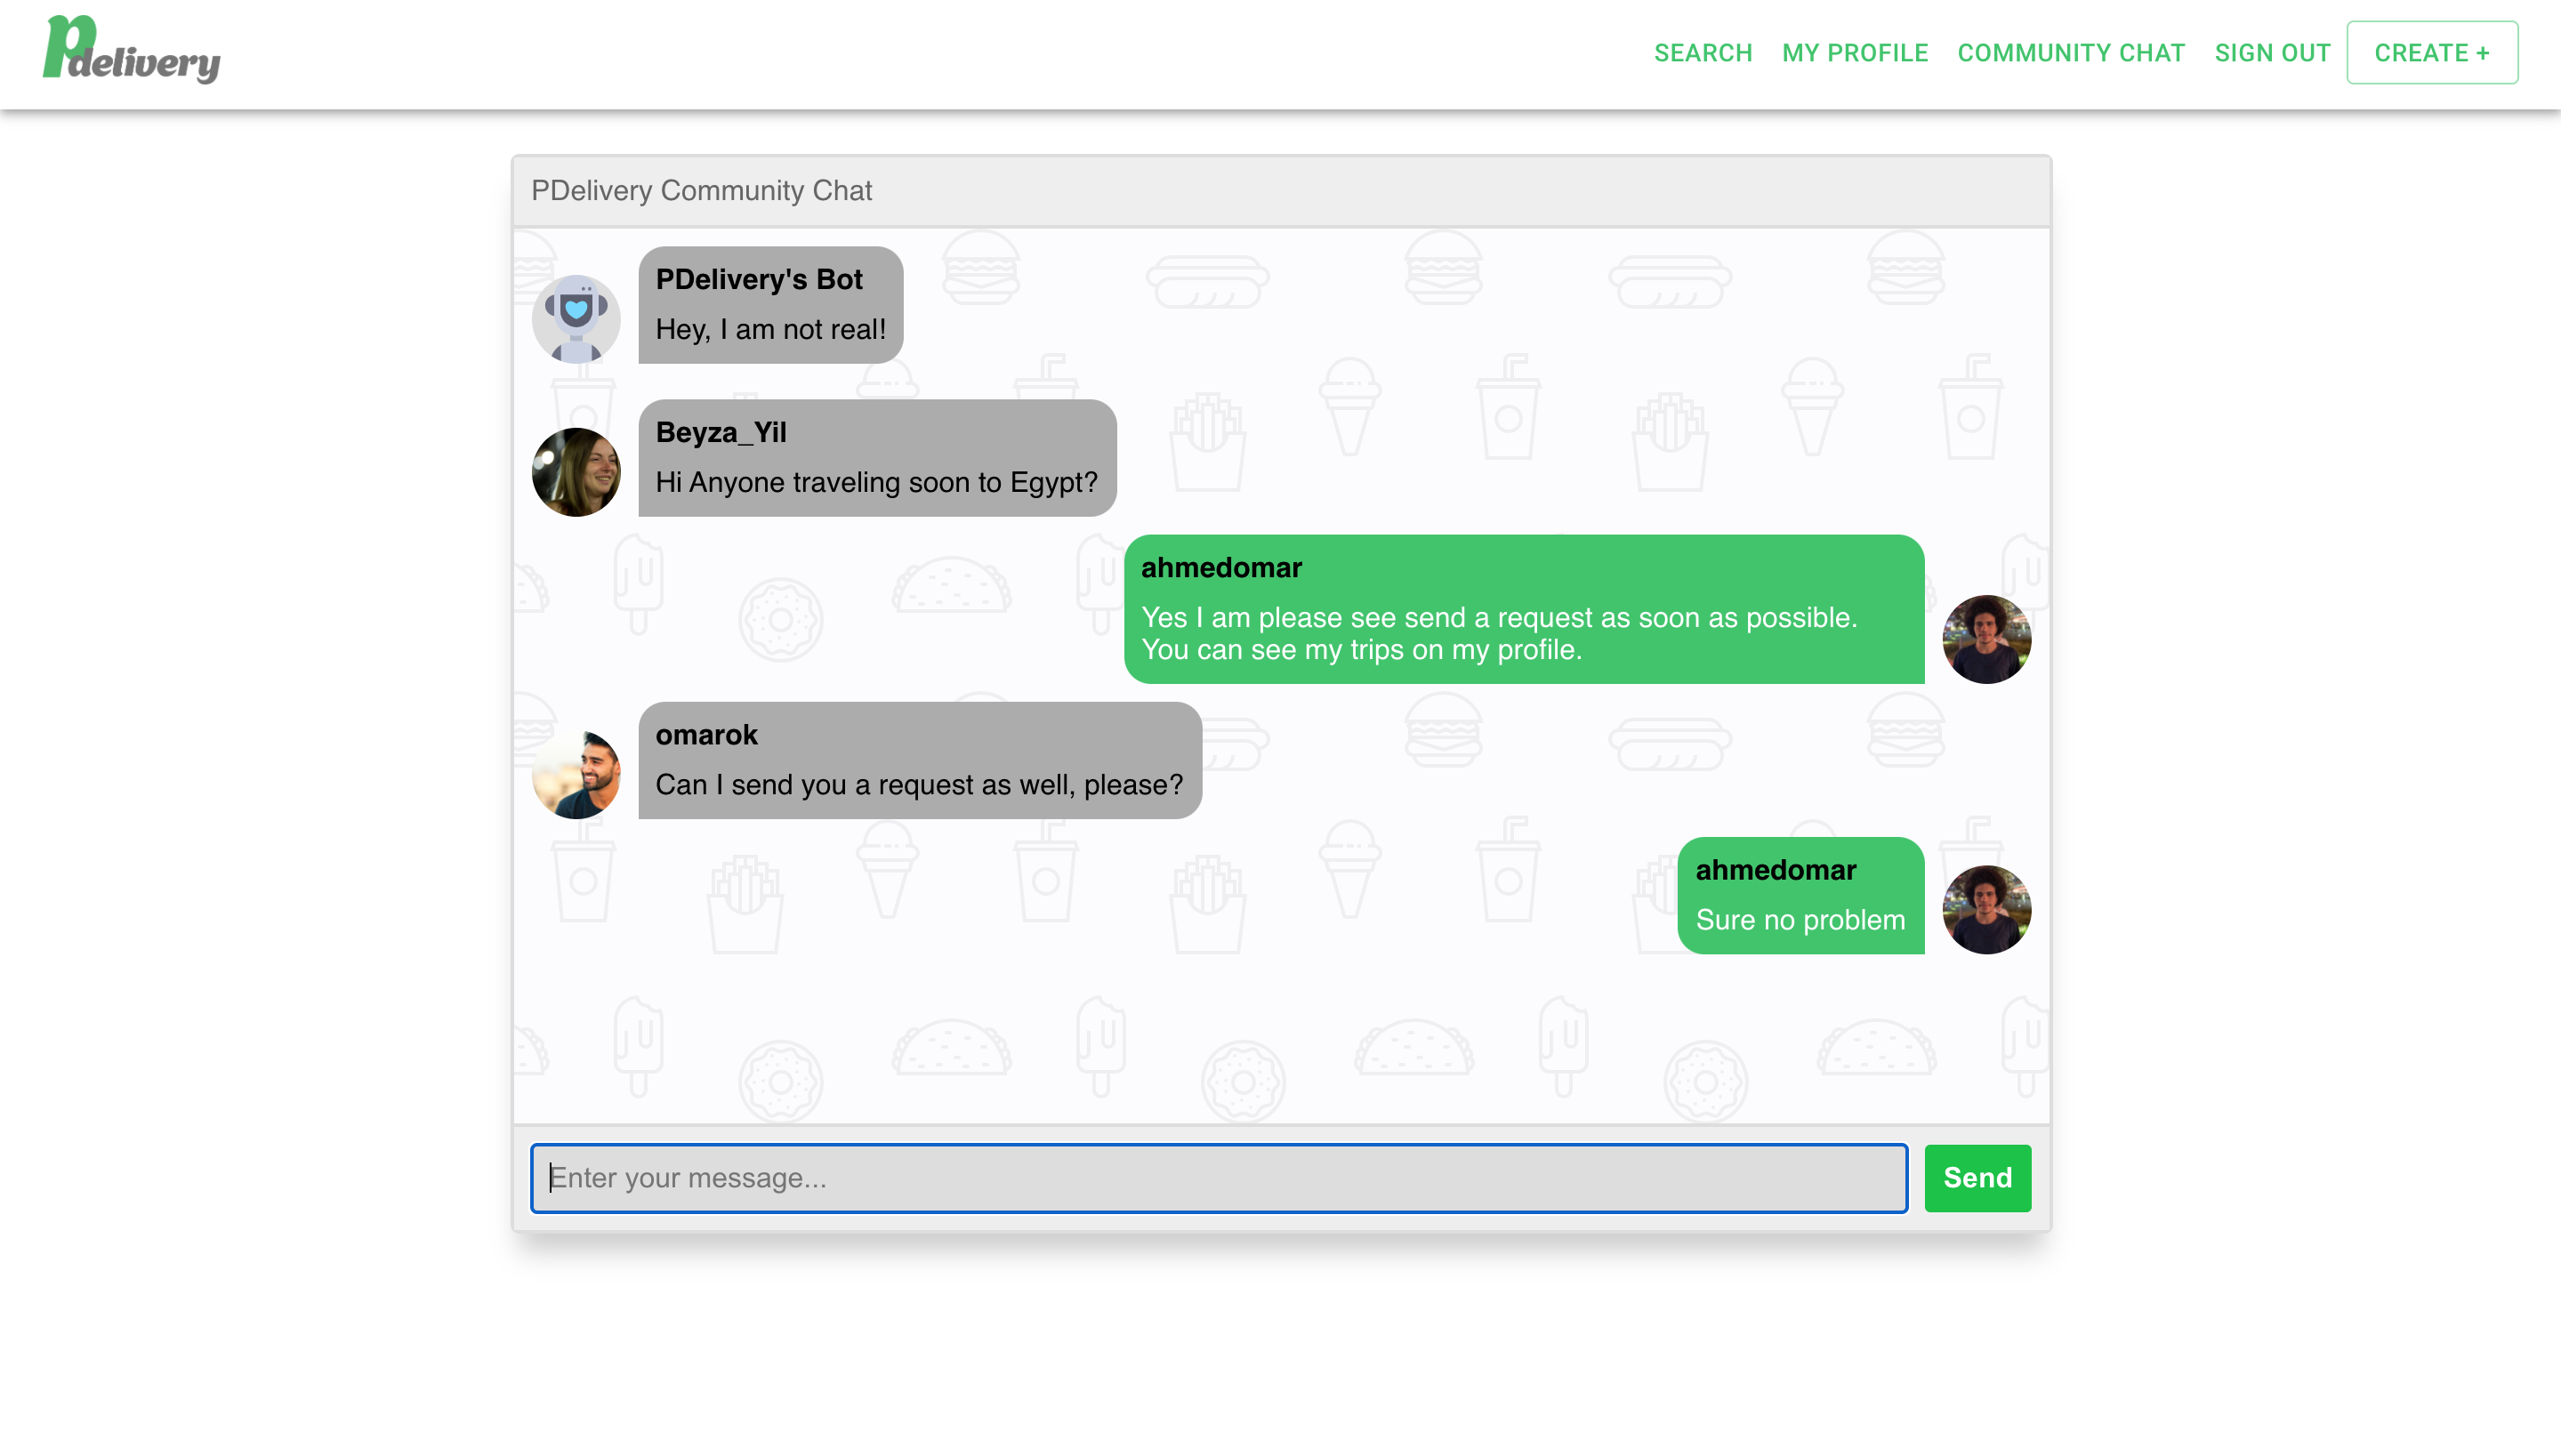 Pdelivery
SEARCH MY PROFILE COMMUNITY CHAT SIGN OUT CREATE +
PDelivery Community Chat
PDelivery's Bot
Hey, I am not real!
Beyza_Yil
Hi Anyone traveling soon to Egypt?
ahmedomar
Yes I am please see send a request as soon as possible.
You can see my trips on my profile.
omarok
Can I send you a request as well, please?
ahmedomar
Sure no problem
Enter your message...
Send